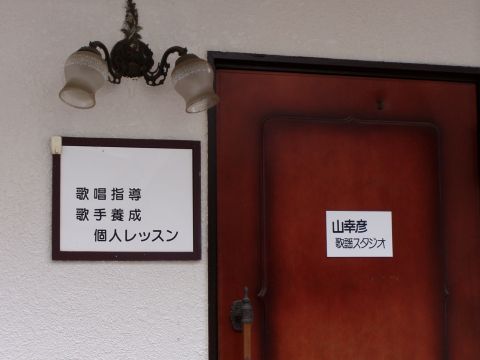 歌唱指導
歌手養成
個人レッスン
山幸彦
歌謡スタジオ